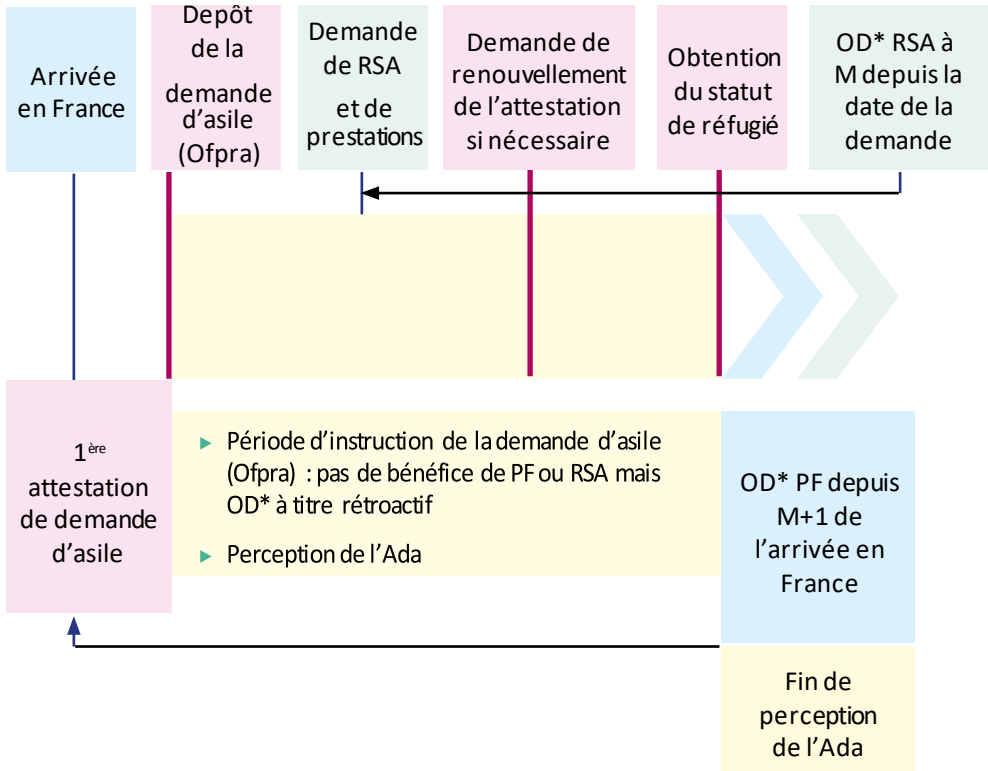 Arrivée
en France
Depôt
de la
demande
d’asile
(Ofpra)
Demande
de RSA
et de
prestations
Demande de
renouvellement
de l’attestation
si nécessaire
Obtention
du statut
de réfugié
OD* RSA à
M depuis la
date de la
demande
1ère
attestation
de demande
d’asile
▶ Période d’instruction de la demande d’asile
(Ofpra) : pas de bénéfice de PF ou RSA mais
OD* à titre rétroactif
▶ Perception de l’Ada
OD* PF depuis
M+1 de
l’arrivée en
France
Fin de
perception
de l’Ada